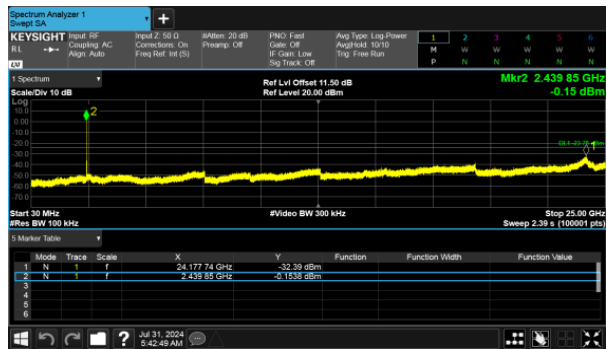 Spectrum Analyzer 1
Swept SA
+
KEYSIGHT Input: RF Input Z: 50 Ω #Atten: 20 dB PNO: Fast Avg Type: Log-Power 1 2 3 4 5 6
RL Coupling: AC Corrections: On Preamp: Off Gate: Off Avg|Hold: 10/10 M W W W W W
Align: Auto Freq Ref: Int (S) IF Gain: Low Trig: Free Run P N N N N N
LXI Sig Track: Off
1 Spectrum Ref Lvl Offset 11.50 dB Mkr2 2.439 85 GHz
Scale/Div 10 dB Ref Level 20.00 dBm -0.15 dBm
Log
10.0
0.00
-10.0
-20.0
-30.0
-40.0
-50.0
-60.0
-70.0
2
1
Start 30 MHz #Video BW 300 kHz Stop 25.00 GHz
#Res BW 100 kHz Sweep 2.39 s (100001 pts)
5 Marker Table
Mode Trace Scale X Y Function Function Width Function Value
1 N 1 f 24.177 74 GHz -32.39 dBm
2 N 1 f 2.439 85 GHz -0.1538 dBm
3
4
5
6
? Jul 31, 2024
5:42:49 AM